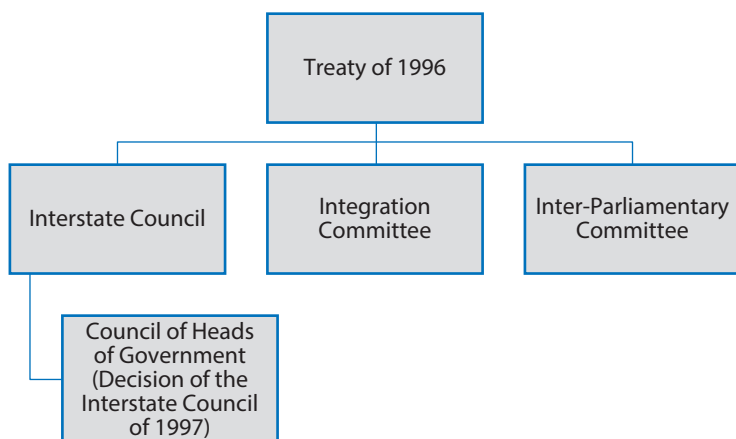 Treaty of 1996
Interstate Council
Integration
Committee
Inter-Parliamentary
Committee
Council of Heads
of Government
(Decision of the
Interstate Council
of 1997)